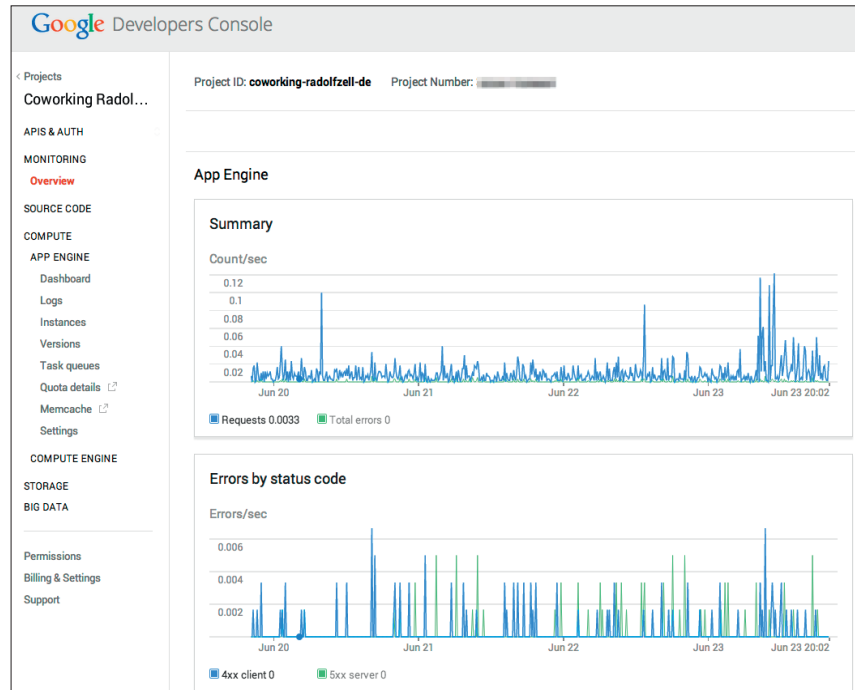 Google Developers Console
< Projects
Coworking Radol...
APIS & AUTH
MONITORING
Overview
SOURCE CODE
COMPUTE
APP ENGINE
Dashboard
Logs
Instances
Versions
Task queues
Quota details
Memcache
Settings
COMPUTE ENGINE
STORAGE
BIG DATA
Permissions
Billing & Settings
Support
Project ID: coworking-radolfzell-de Project Number:
App Engine
Summary
Count/sec
0.12
0.1
0.08
0.06
0.04
0.02
Jun 20 Jun 21 Jun 22 Jun 23 Jun 23 20:02
Requests 0.0033 Total errors 0
Errors by status code
Errors/sec
0.006
0.004
0.002
Jun 20 Jun 21 Jun 22 Jun 23 Jun 23 20:02
4xx client 0 5xx server 0